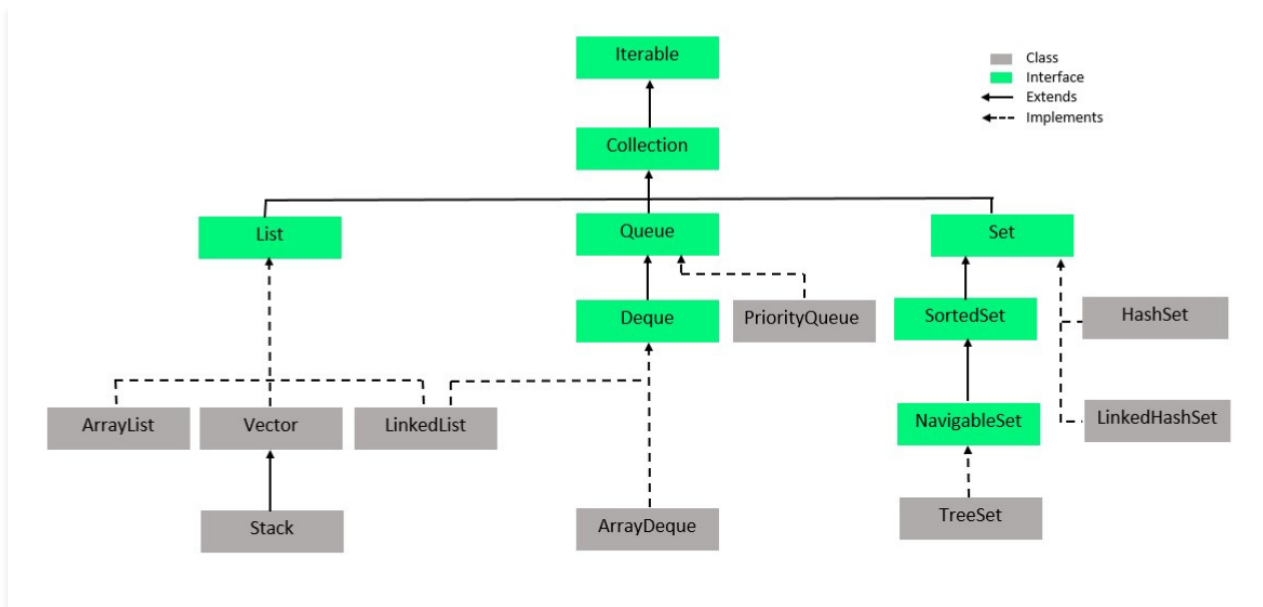 Iterable
Class
Interface
Extends
Implements
Collection
List
Queue
Set
Deque
PriorityQueue
SortedSet
HashSet
ArrayList
Vector
LinkedList
NavigableSet
LinkedHashSet
Stack
ArrayDeque
TreeSet